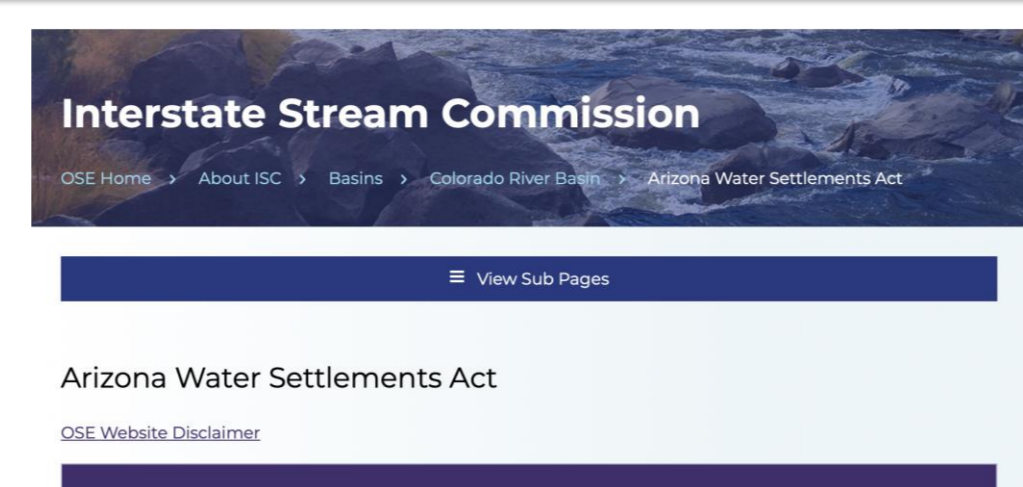 Interstate Stream Commission
OSE Home > About ISC > Basins > Colorado River Basin > Arizona Water Settlements Act
≡ View Sub Pages
Arizona Water Settlements Act
OSE Website Disclaimer